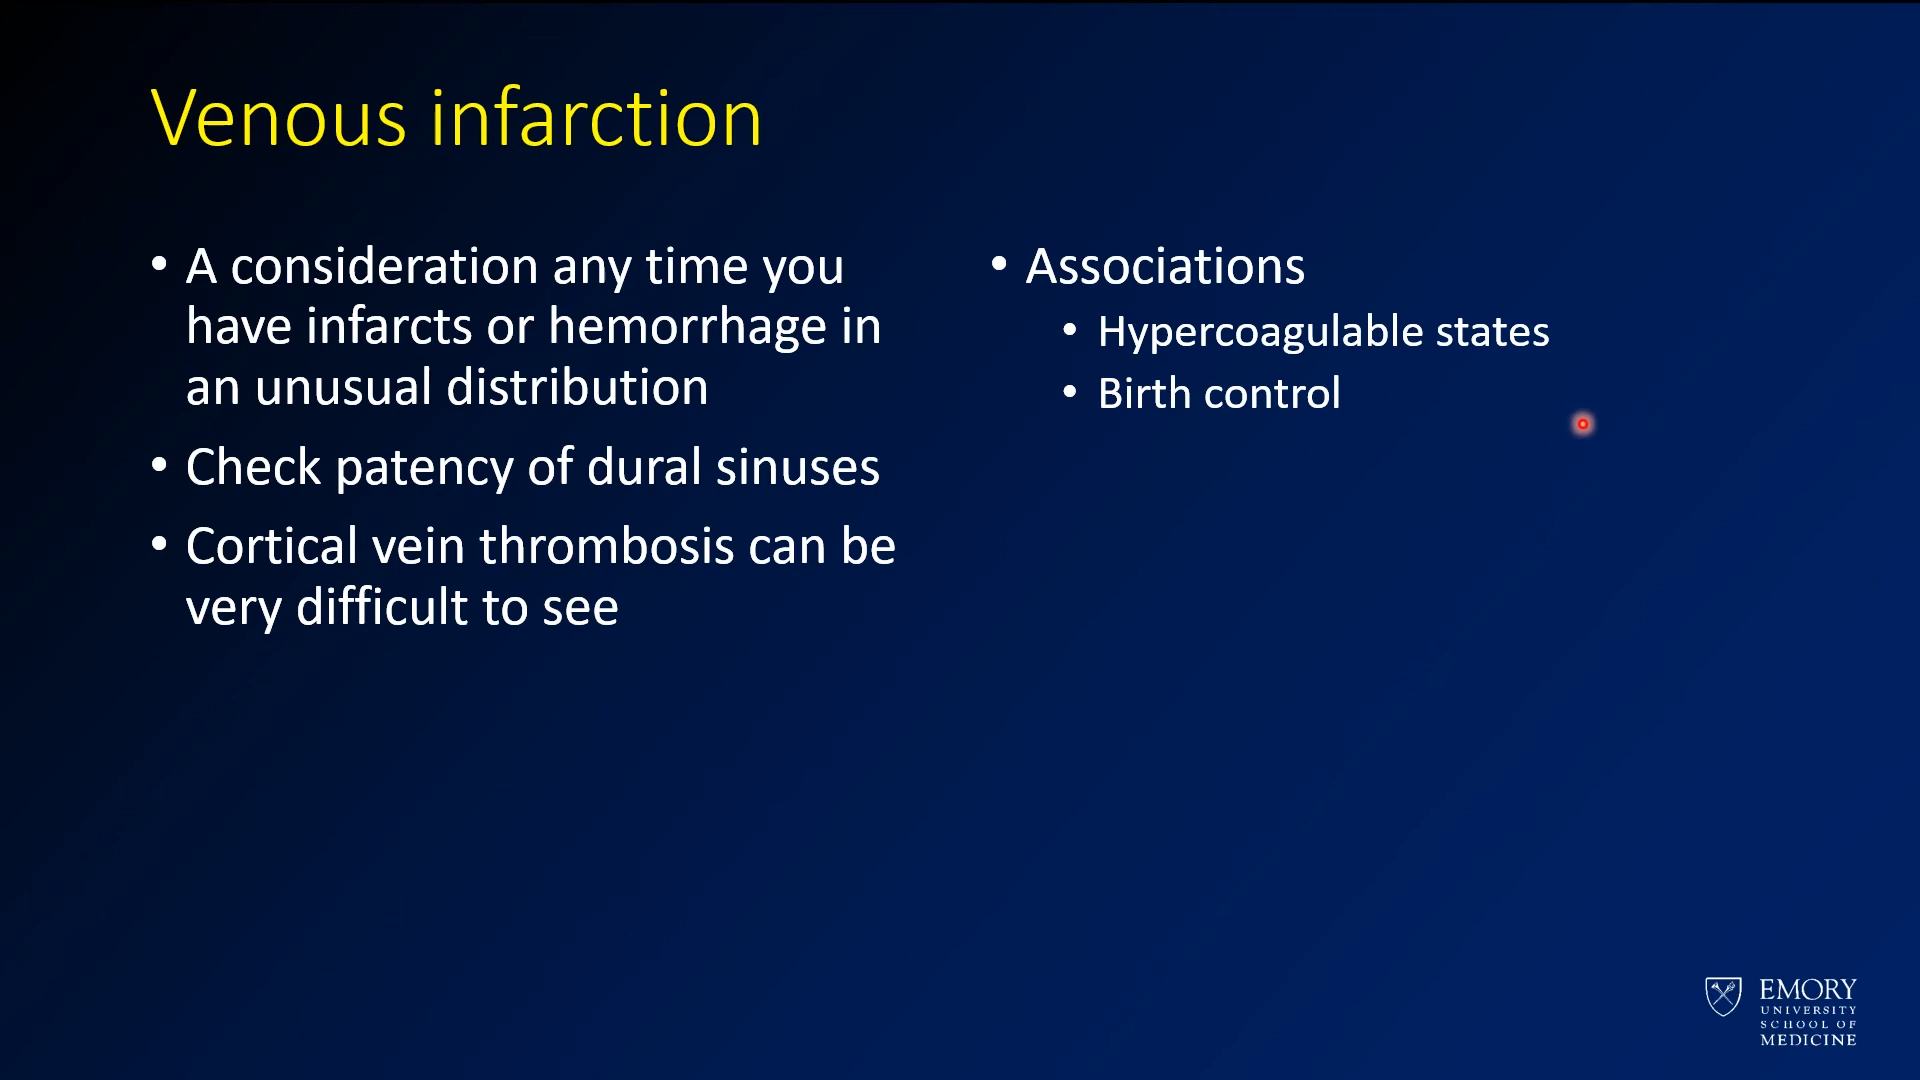 Venous infarction
• A consideration any time you
have infarcts or hemorrhage in
an unusual distribution
• Check patency of dural sinuses
• Cortical vein thrombosis can be
very difficult to see
• Associations
• Hypercoagulable states
• Birth control
EMORY
UNIVERSITY
SCHOOL OF
MEDICINE